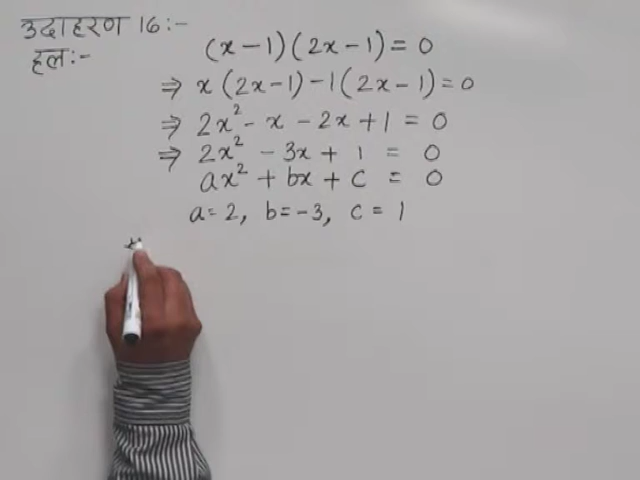 उदाहरण 16:-
हल:-
(x-1)(2x-1)=0
⇒ x(2x-1)-1(2x-1)=0
⇒ 2x²-x-2x+1=0
⇒ 2x²-3x+1=0
ax²+bx+c=0
a=2, b=-3, c=1